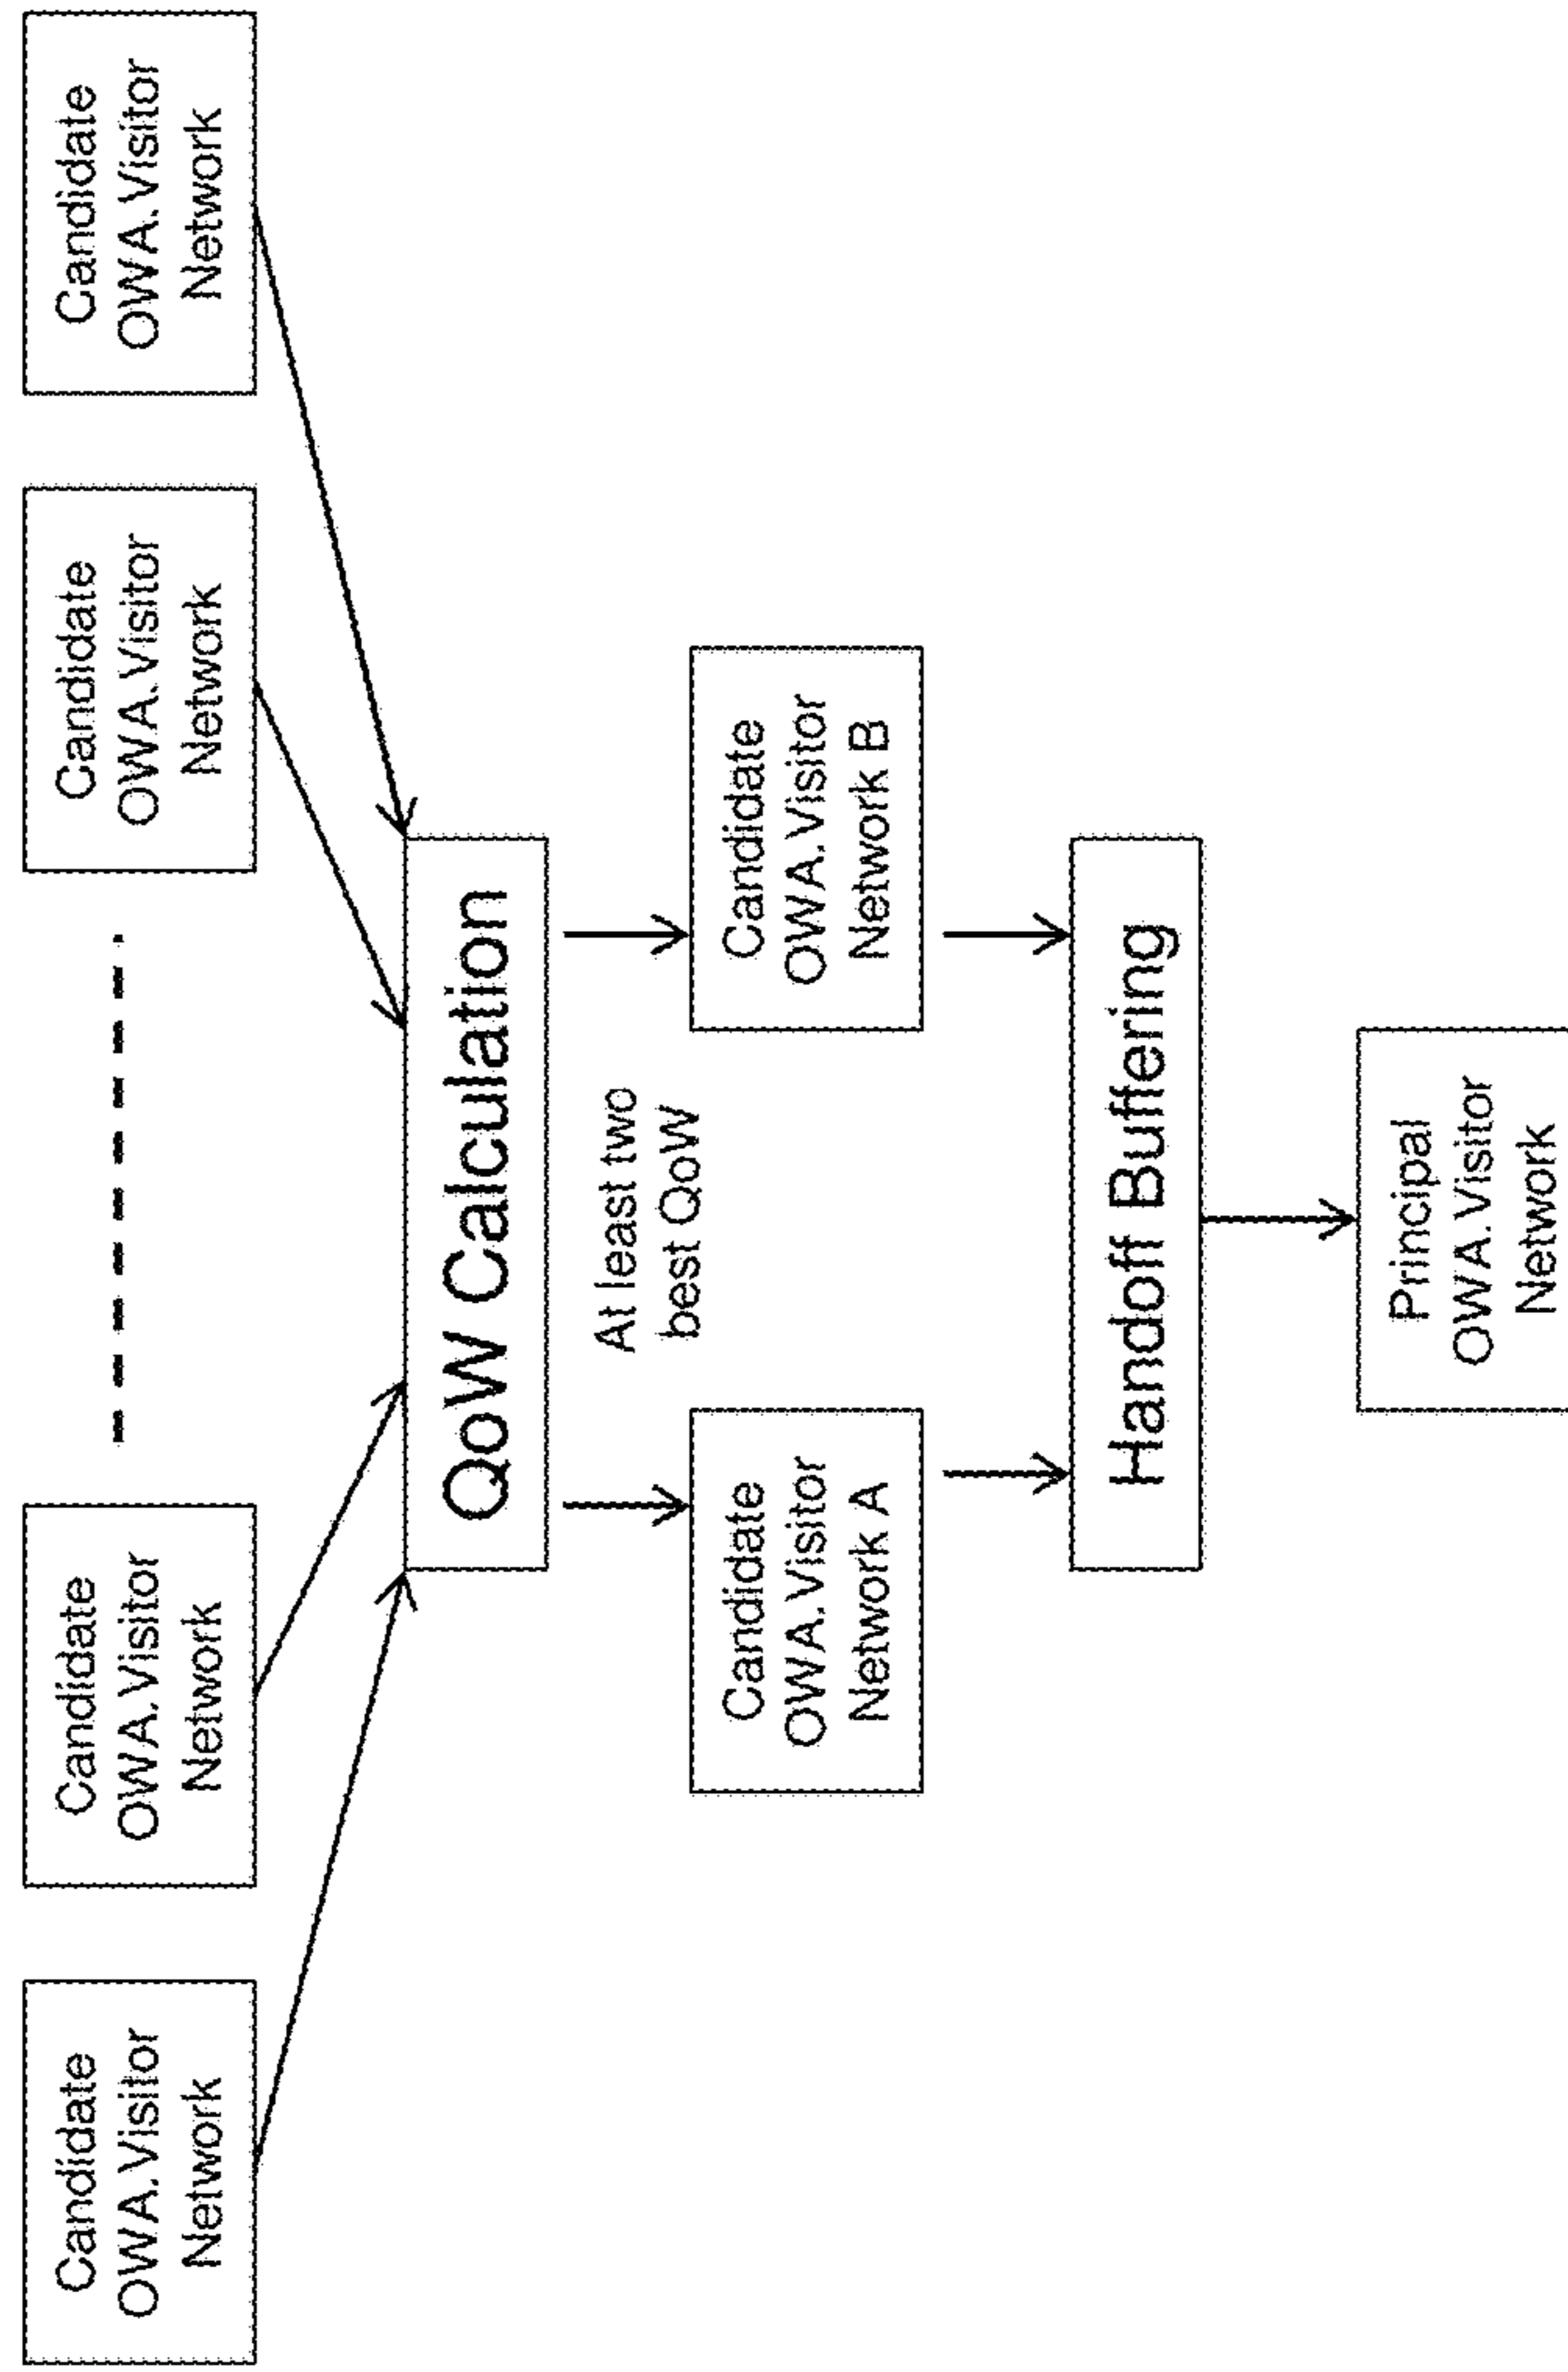 Candidate
OWA.Visitor
Network
Candidate
OWA.Visitor
Network
Candidate
OWA.Visitor
Network
Candidate
OWA.Visitor
Network
QoW Calculation
At least two
best QoW
Candidate
OWA.Visitor
Network A
Candidate
OWA.Visitor
Network B
Handoff Buffering
Principal
OWA.Visitor
Network